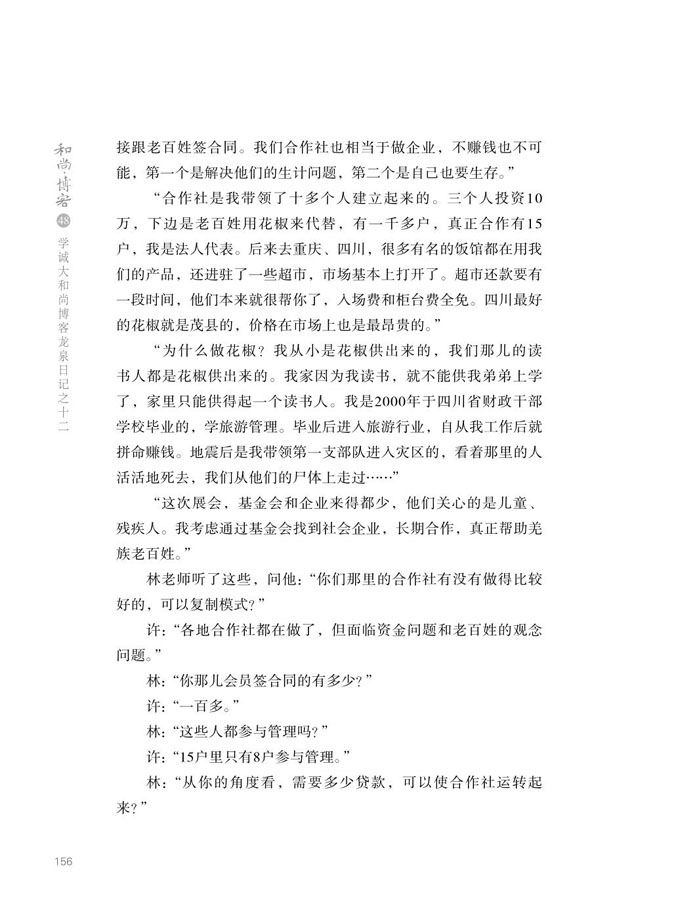 和尚·博客
48
学诚大和尚博客龙泉日记之十二
接跟老百姓签合同。我们合作社也相当于做企业，不赚钱也不可
能，第一个是解决他们的生计问题，第二个是自己也要生存。”
“合作社是我带领了十多个人建立起来的。三个人投资10
万，下边是老百姓用花椒来代替，有一千多户，真正合作有15
户，我是法人代表。后来去重庆、四川，很多有名的饭馆都在用我
们的产品，还进驻了一些超市，市场基本上打开了。超市还款要有
一段时间，他们本来就很帮你了，入场费和柜台费全免。四川最好
的花椒就是茂县的，价格在市场上也是最昂贵的。”
“为什么做花椒？我从小是花椒供出来的，我们那儿的读
书人都是花椒供出来的。我家因为我读书，就不能供我弟弟上学
了，家里只能供得起一个读书人。我是2000年于四川省财政干部
学校毕业的，学旅游管理。毕业后进入旅游行业，自从我工作后就
拼命赚钱。地震后是我带领第一支部队进入灾区的，看着那里的人
活活地死去，我们从他们的尸体上走过……”
“这次展会，基金会和企业来得都少，他们关心的是儿童、
残疾人。我考虑通过基金会找到社会企业，长期合作，真正帮助羌
族老百姓。”
林老师听了这些，问他：“你们那里的合作社有没有做得比较
好的，可以复制模式？”
许：“各地合作社都在做了，但面临资金问题和老百姓的观念
问题。”
林：“你那儿会员签合同的有多少？”
许：“一百多。”
林：“这些人都参与管理吗？”
许：“15户里只有8户参与管理。”
林：“从你的角度看，需要多少贷款，可以使合作社运转起
来？”
156